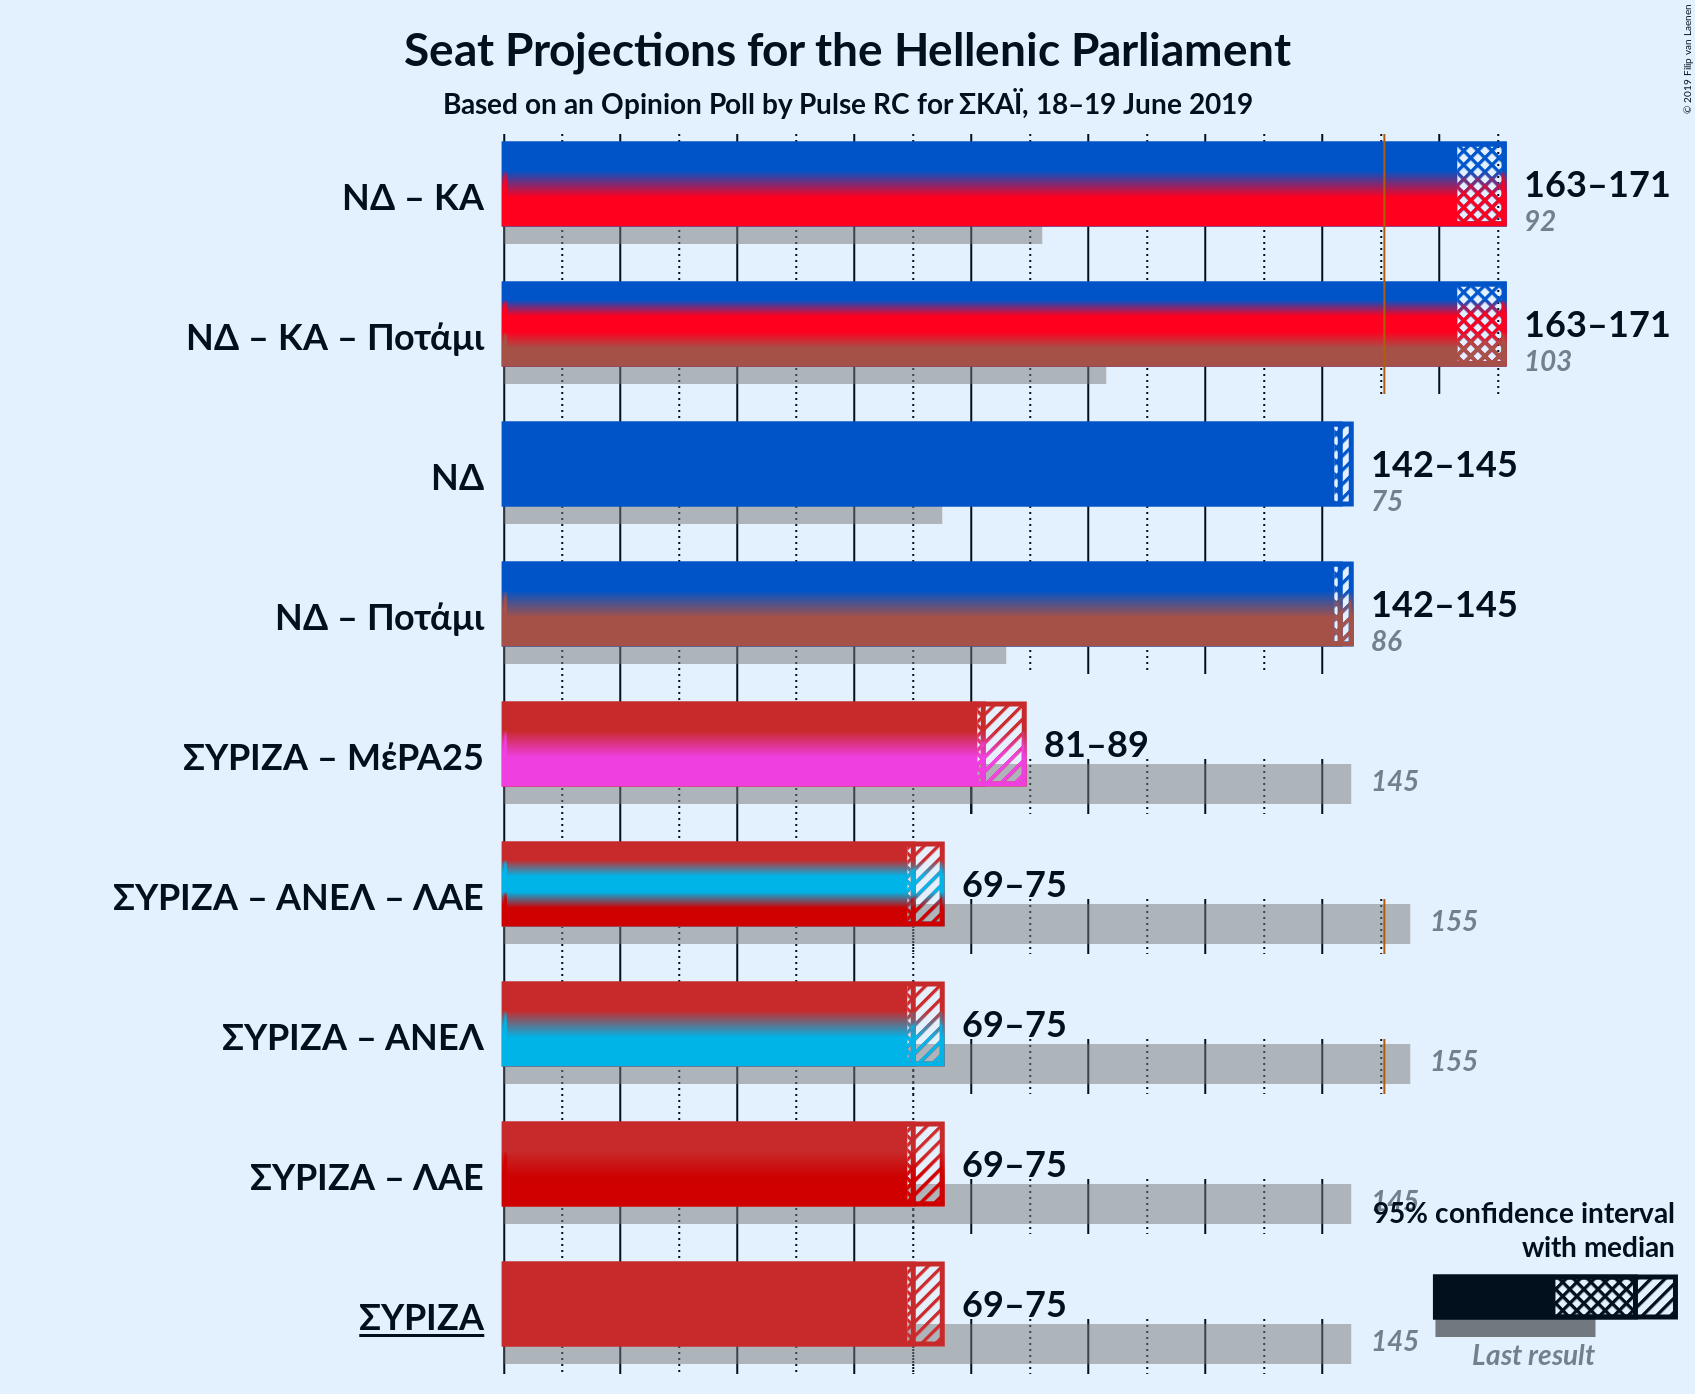 Seat Projections for the Hellenic Parliament
Based on an Opinion Poll by Pulse RC for ΣΚΑΪ, 18–19 June 2019
© 2019 Filip van Laenen
ΝΔ – ΚΑ
163–171
92
ΝΔ – ΚΑ – Ποτάμι
163–171
103
ΝΔ
142–145
75
ΝΔ – Ποτάμι
142–145
86
ΣΥΡΙΖΑ – ΜέΡΑ25
81–89
145
ΣΥΡΙΖΑ – ΑΝΕΛ – ΛΑΕ
69–75
155
ΣΥΡΙΖΑ – ΑΝΕΛ
69–75
155
ΣΥΡΙΖΑ – ΛΑΕ
69–75
145
ΣΥΡΙΖΑ
69–75
145
95% confidence interval
with median
Last result